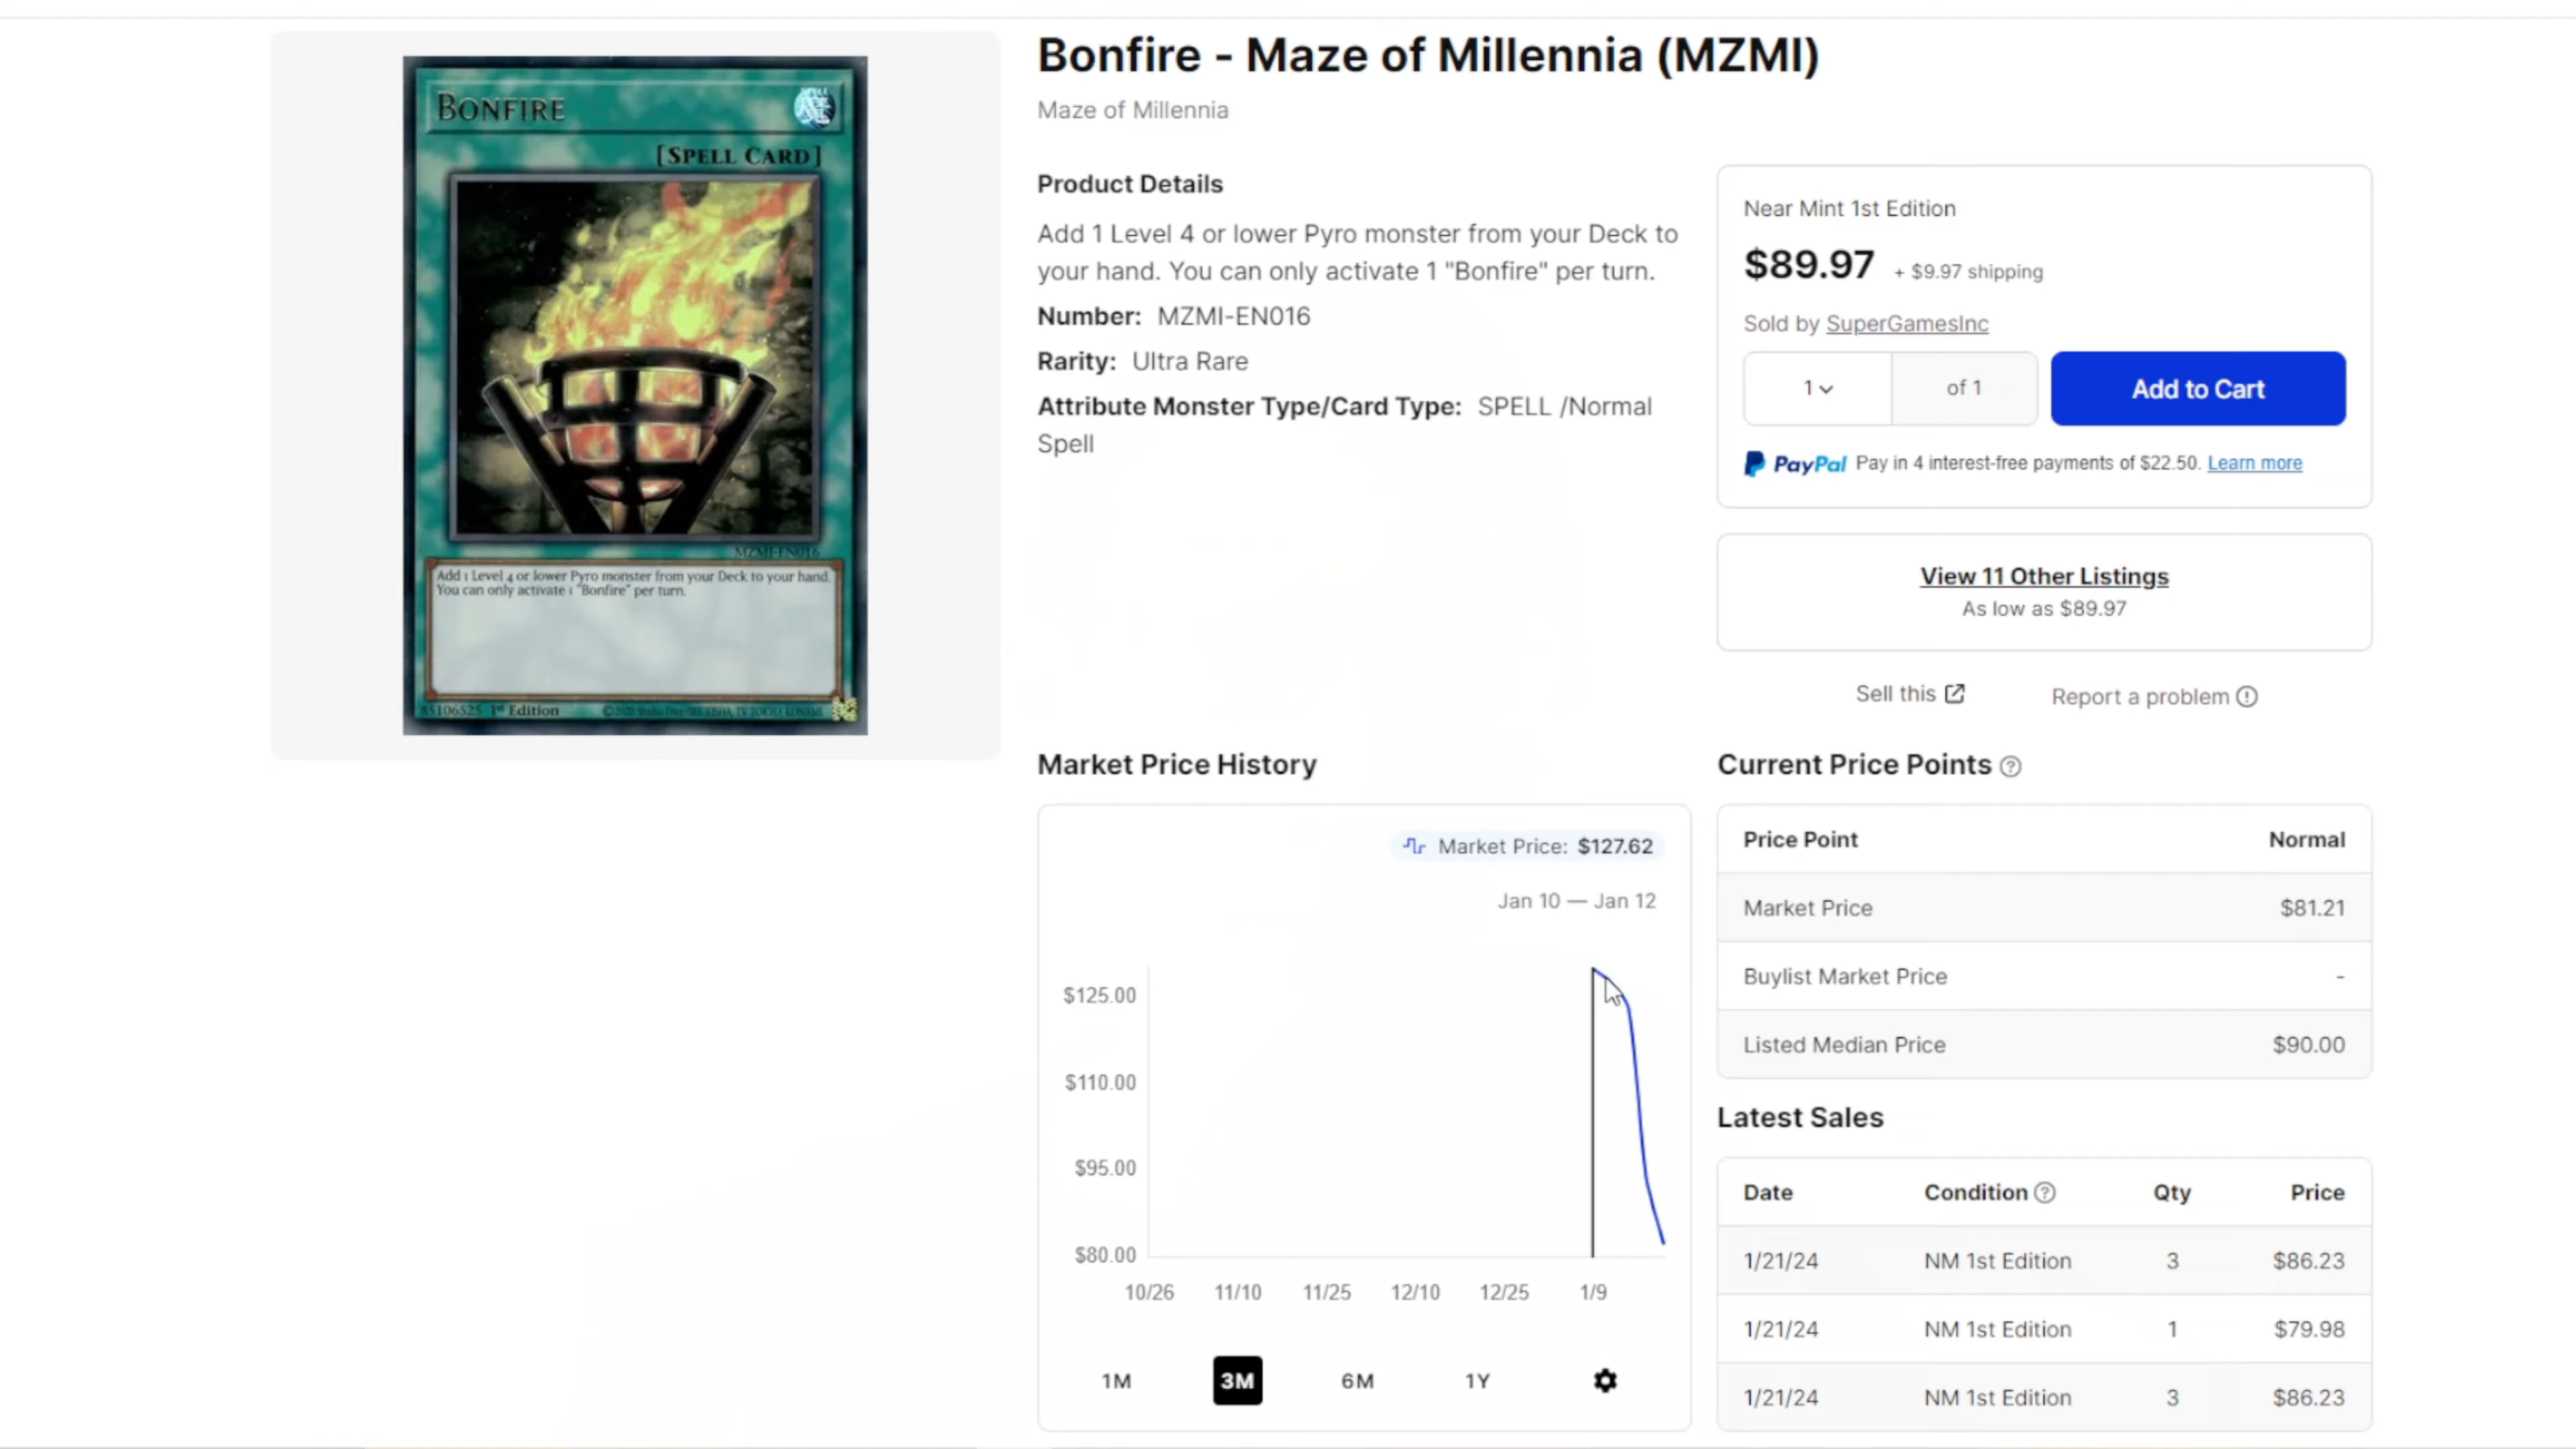 BONFIRE
[SPELL CARD]
MZMI-EN016
Add 1 Level 4 or lower Pyro monster from your Deck to your hand.
You can only activate 1 "Bonfire" per turn.
85106525 1st Edition
Bonfire - Maze of Millennia (MZMI)
Maze of Millennia
Product Details
Add 1 Level 4 or lower Pyro monster from your Deck to
your hand. You can only activate 1 "Bonfire" per turn.
Number: MZMI-EN016
Rarity: Ultra Rare
Attribute Monster Type/Card Type: SPELL /Normal
Spell
Near Mint 1st Edition
$89.97 + $9.97 shipping
Sold by SuperGamesInc
1 of 1 Add to Cart
PayPal Pay in 4 interest-free payments of $22.50. Learn more
View 11 Other Listings
As low as $89.97
Sell this Report a problem
Market Price History
Market Price: $127.62
Jan 10 — Jan 12
$125.00
$110.00
$95.00
$80.00
10/26 11/10 11/25 12/10 12/25 1/9
1M 3M 6M 1Y
Current Price Points
Price Point Normal
Market Price $81.21
Buylist Market Price -
Listed Median Price $90.00
Latest Sales
Date Condition Qty Price
1/21/24 NM 1st Edition 3 $86.23
1/21/24 NM 1st Edition 1 $79.98
1/21/24 NM 1st Edition 3 $86.23